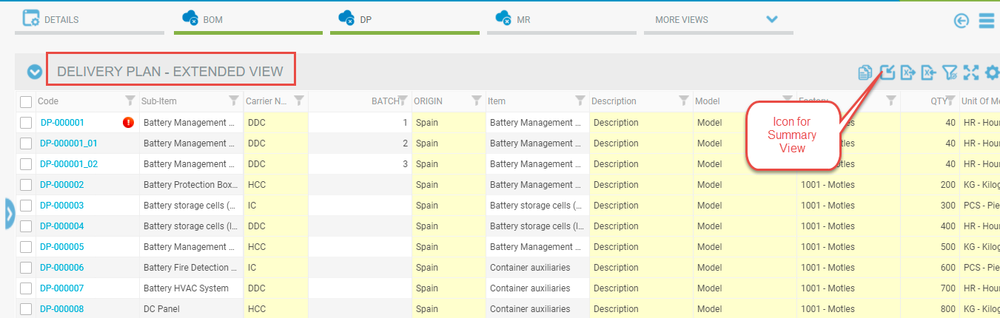 DETAILS BOM DP MR MORE VIEWS
DELIVERY PLAN - EXTENDED VIEW
Code Sub-Item Carrier N... BATCH ORIGIN Item Description Model Factory QTY Unit Of Me
DP-000001 Battery Management ... DDC 1 Spain Battery Management ... Description Model 1001 - Motles 40 HR - Hour
DP-000001_01 Battery Management ... DDC 2 Spain Battery Management ... Description Model 1001 - Motles 40 HR - Hour
DP-000001_02 Battery Management ... DDC 3 Spain Battery Management ... Description Model 1001 - Motles 40 HR - Hour
DP-000002 Battery Protection Box... HCC Spain Battery Management ... Description Model 1001 - Motles 200 KG - Kilog
DP-000003 Battery storage cells (... IC Spain Battery storage cells (I... Description Model 1001 - Motles 300 PCS - Pie
DP-000004 Battery storage cells (I... DDC Spain Battery storage cells (I... Description Model 1001 - Motles 400 HR - Hour
DP-000005 Battery Management ... HCC Spain Battery Management ... Description Model 1001 - Motles 500 KG - Kilog
DP-000006 Battery Fire Detection ... IC Spain Container auxiliaries Description Model 1001 - Motles 600 PCS - Pie
DP-000007 Battery HVAC System DDC Spain Container auxiliaries Description Model 1001 - Motles 700 HR - Hour
DP-000008 DC Panel HCC Spain Container auxiliaries Description Model 1001 - Motles 800 KG - Kilog
Icon for
Summary
View